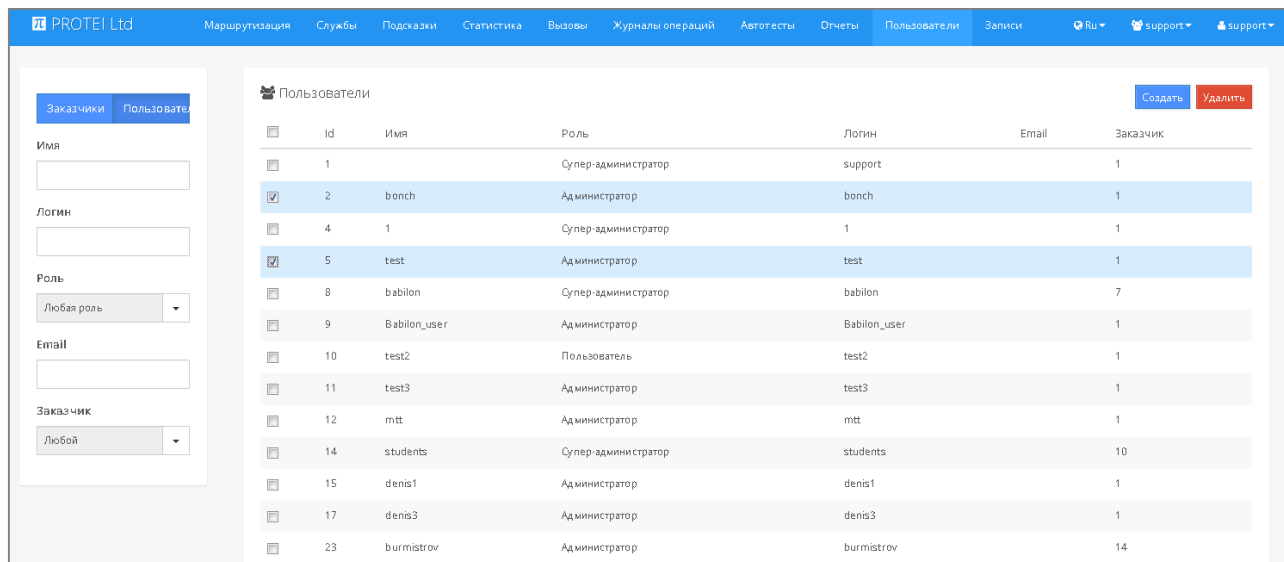 PROTEI Ltd Маршрутизация Службы Подсказки Статистика Вызовы Журналы операций Автотесты Отчеты Пользователи Записи Ru support support
Заказчики Пользовател
Имя
Логин
Роль
Любая роль
Email
Заказчик
Любой
Пользователи Создать Удалить
Id Имя Роль Логин Email Заказчик
1 Супер-администратор support 1
2 bonch Администратор bonch 1
4 1 Супер-администратор 1 1
5 test Администратор test 1
8 babilon Супер-администратор babilon 7
9 Babilon_user Администратор Babilon_user 1
10 test2 Пользователь test2 1
11 test3 Администратор test3 1
12 mtt Администратор mtt 1
14 students Супер-администратор students 10
15 denis1 Администратор denis1 1
17 denis3 Администратор denis3 1
23 burmistrov Администратор burmistrov 14